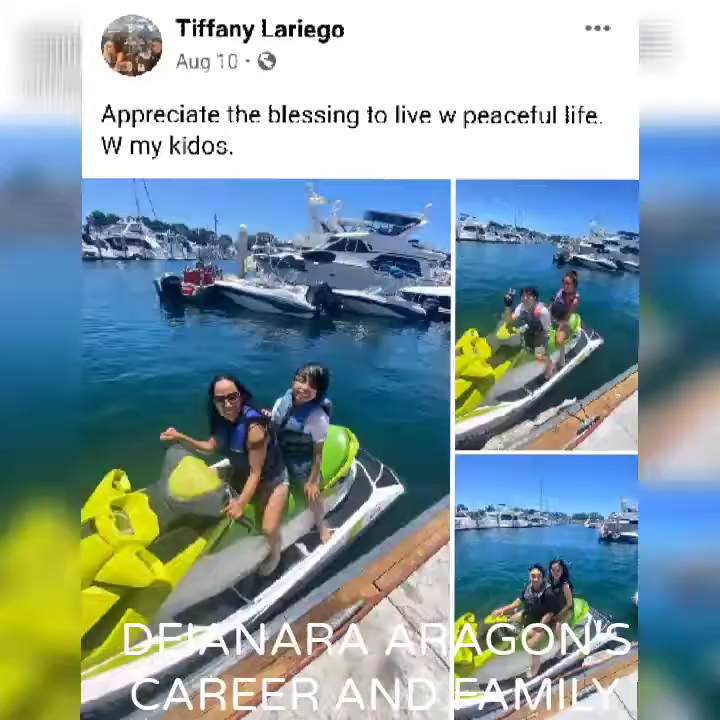 Tiffany Lariego
Aug 10 ·
Appreciate the blessing to live w peaceful life.
W my kidos.
DEIANARA ARAGON'S
CAREER AND FAMILY